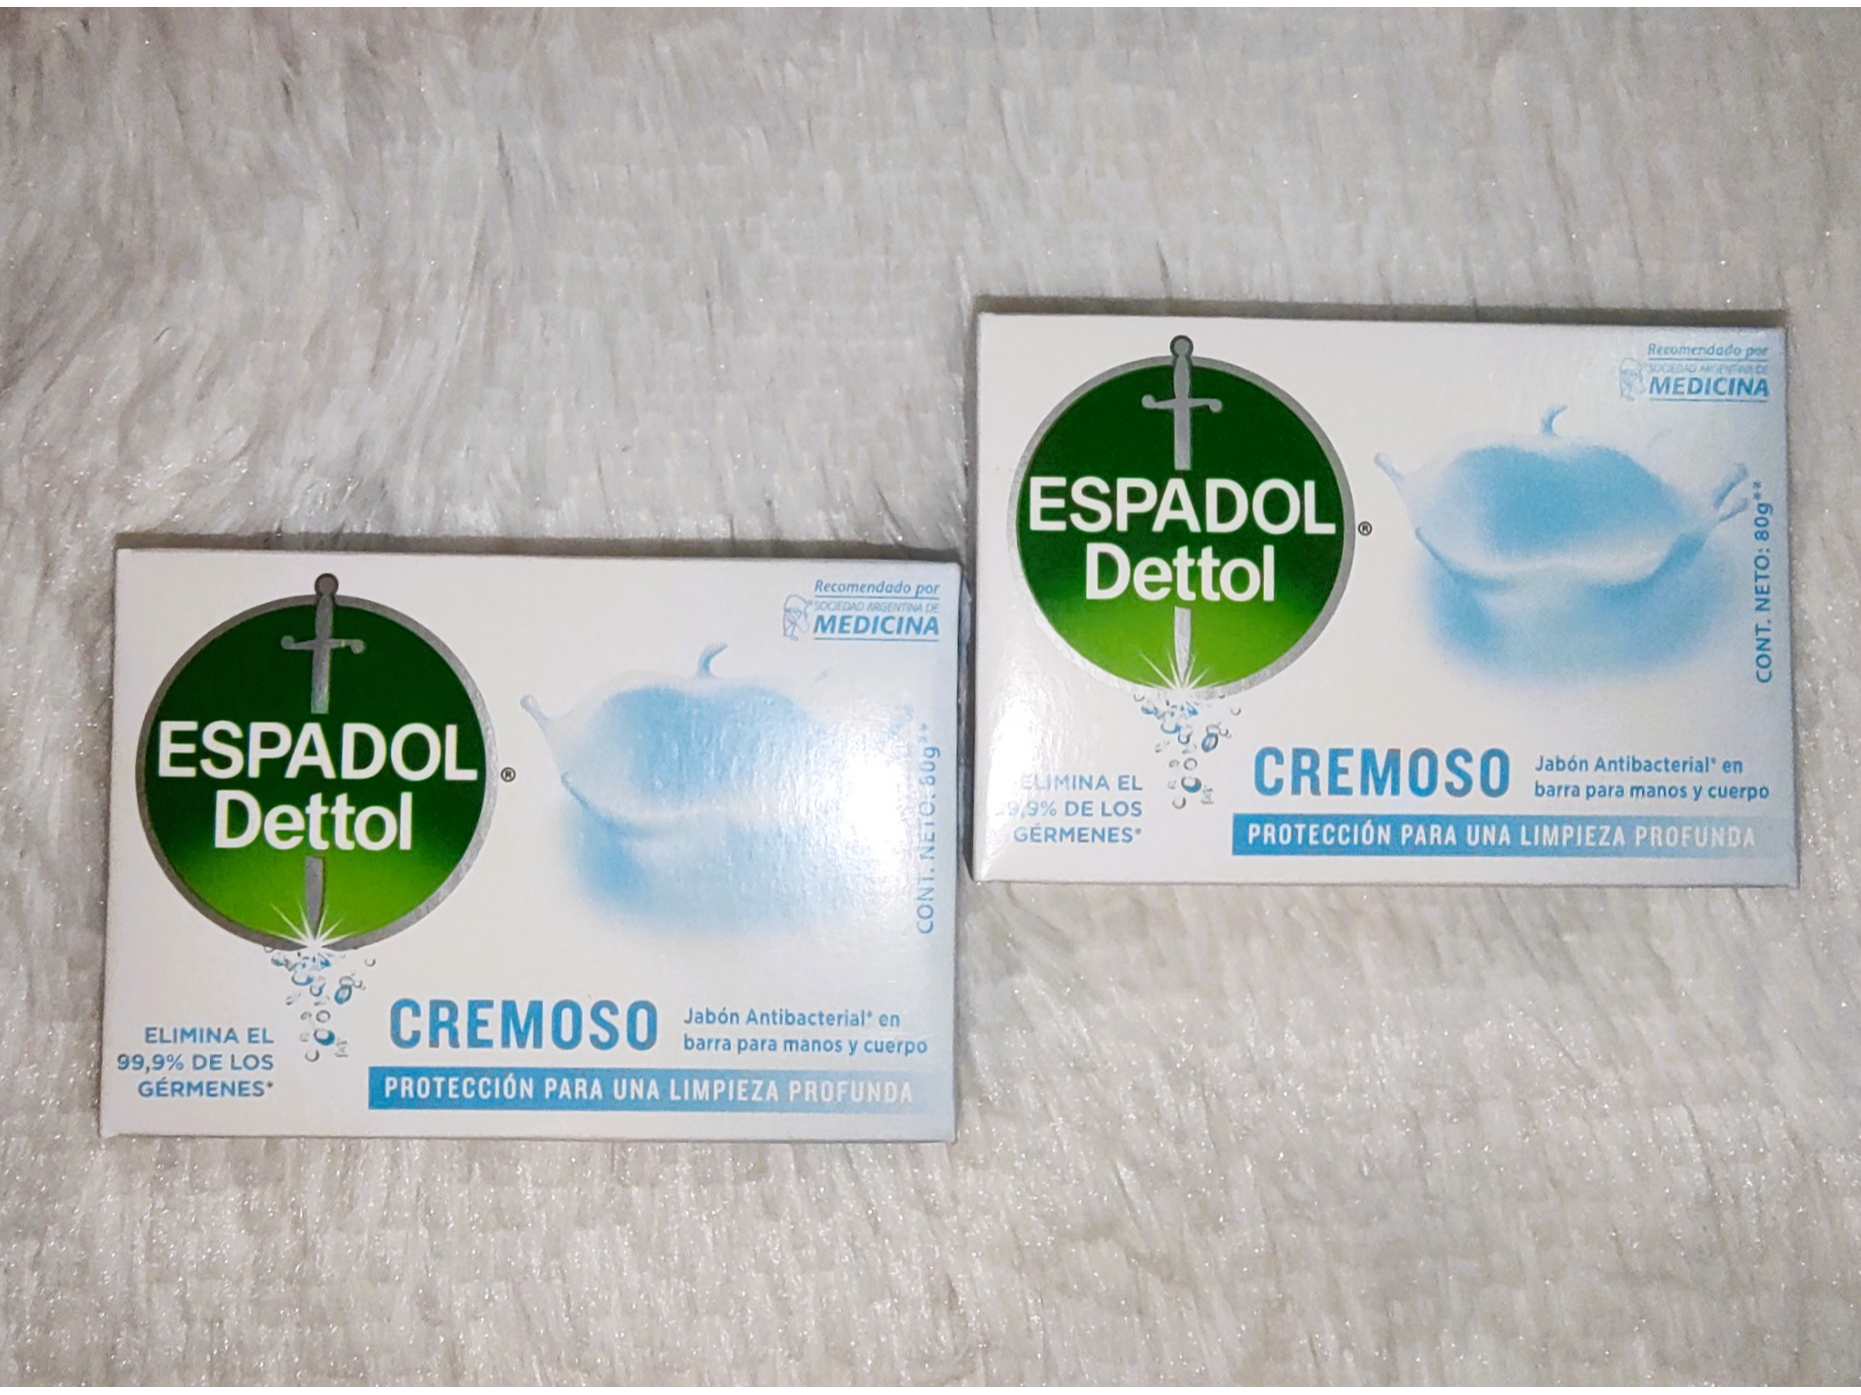 Recomendado por
SOCIEDAD ARGENTINA DE
MEDICINA
ESPADOL
Dettol®
CONT. NETO: 80g**
ELIMINA EL
99,9% DE LOS
GÉRMENES*
CREMOSO
Jabón Antibacterial* en
barra para manos y cuerpo
PROTECCIÓN PARA UNA LIMPIEZA PROFUNDA
Recomendado por
SOCIEDAD ARGENTINA DE
MEDICINA
ESPADOL
Dettol®
CONT. NETO: 80g**
ELIMINA EL
99,9% DE LOS
GÉRMENES*
CREMOSO
Jabón Antibacterial* en
barra para manos y cuerpo
PROTECCIÓN PARA UNA LIMPIEZA PROFUNDA